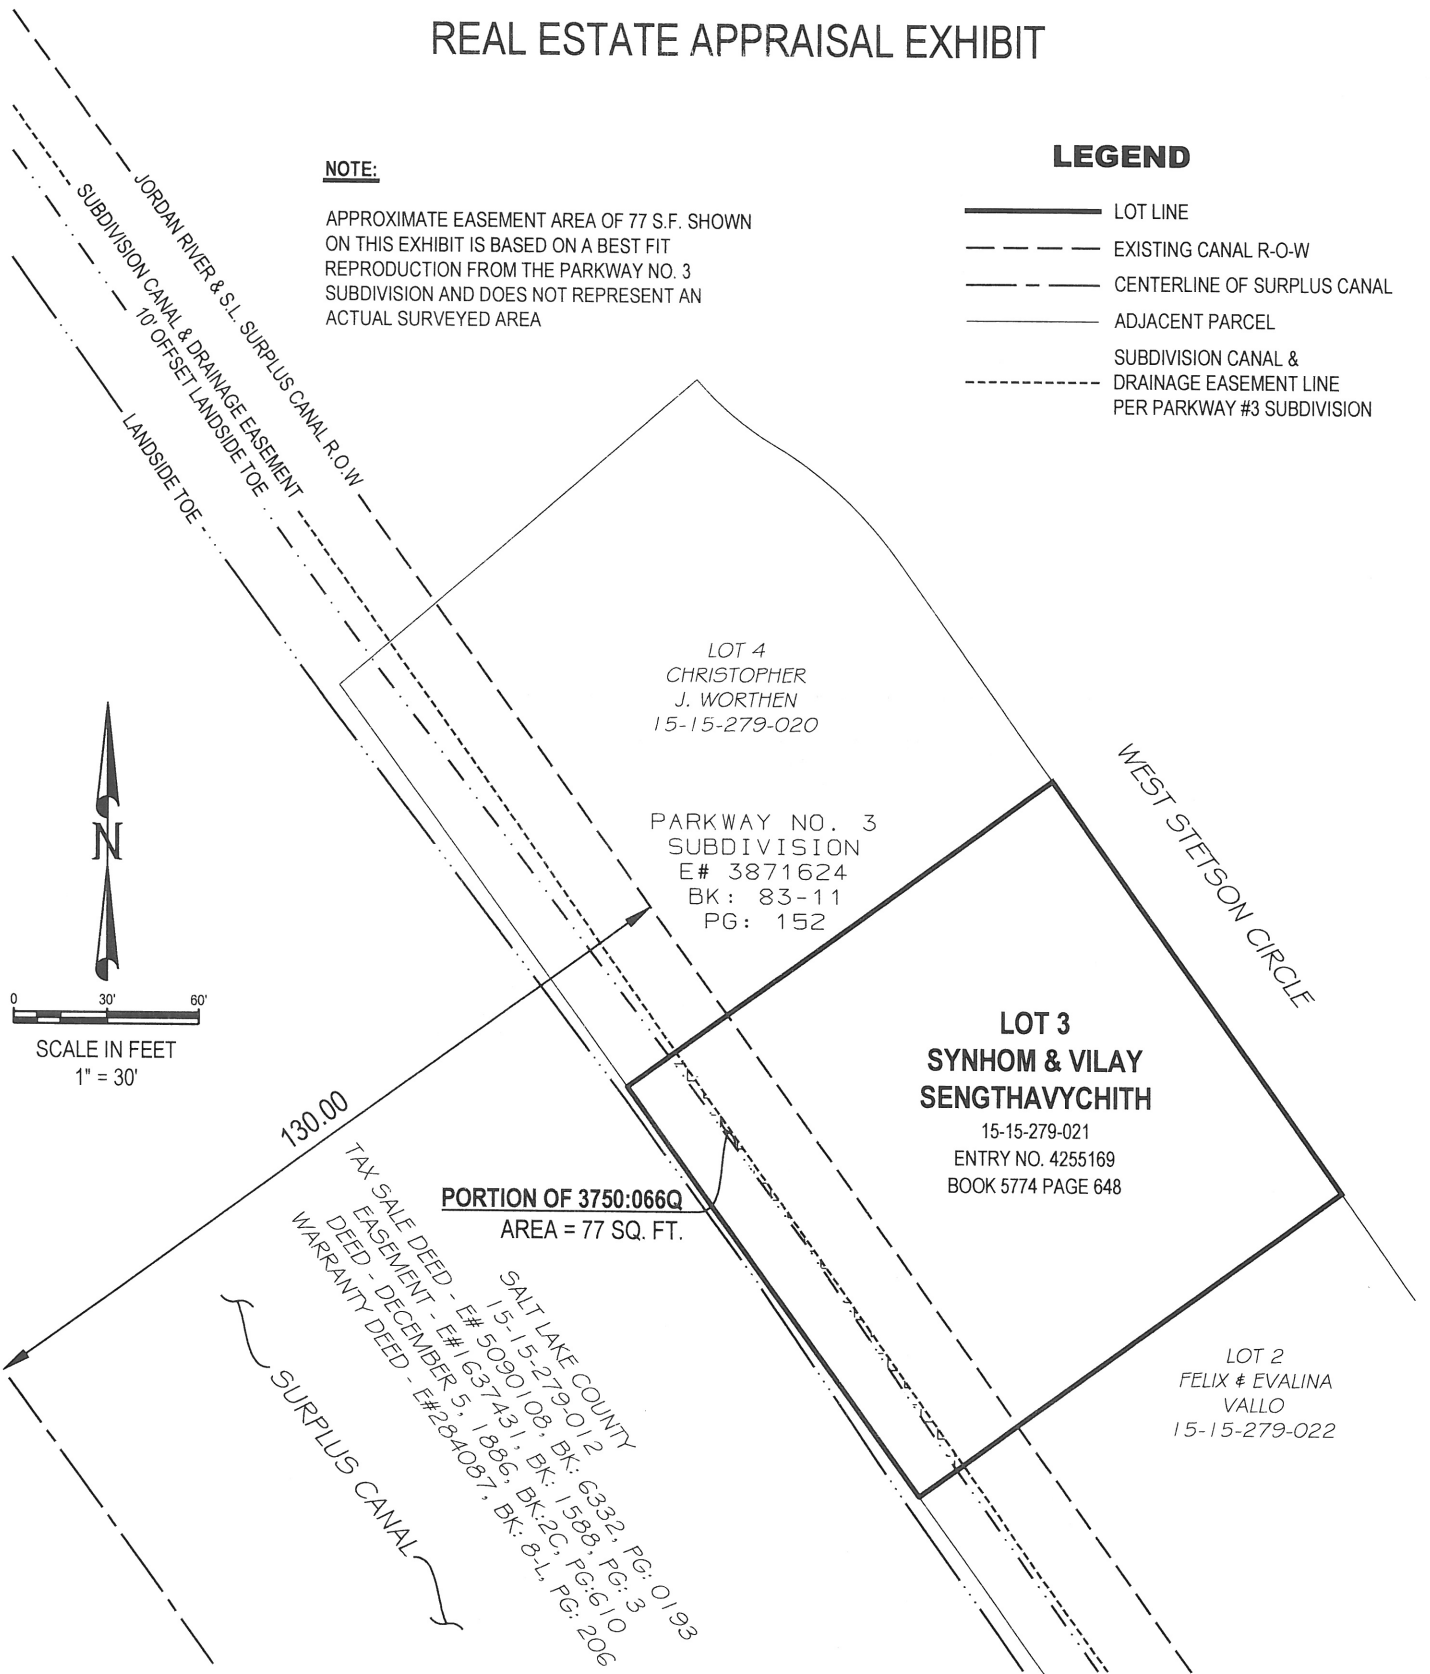 REAL ESTATE APPRAISAL EXHIBIT
NOTE:
APPROXIMATE EASEMENT AREA OF 77 S.F. SHOWN
ON THIS EXHIBIT IS BASED ON A BEST FIT
REPRODUCTION FROM THE PARKWAY NO. 3
SUBDIVISION AND DOES NOT REPRESENT AN
ACTUAL SURVEYED AREA
LEGEND
LOT LINE
EXISTING CANAL R-O-W
CENTERLINE OF SURPLUS CANAL
ADJACENT PARCEL
SUBDIVISION CANAL &
DRAINAGE EASEMENT LINE
PER PARKWAY #3 SUBDIVISION
JORDAN RIVER & S.L. SURPLUS CANAL R.O.W
SUBDIVISION CANAL & DRAINAGE EASEMENT
10' OFFSET LANDSIDE TOE
LANDSIDE TOE
LOT 4
CHRISTOPHER
J. WORTHEN
15-15-279-020
WEST STETSON CIRCLE
PARKWAY NO. 3
SUBDIVISION
E# 3871624
BK: 83-11
PG: 152
N
0 30' 60'
SCALE IN FEET
1" = 30'
130.00
LOT 3
SYNHOM & VILAY
SENGTHAVYCHITH
15-15-279-021
ENTRY NO. 4255169
BOOK 5774 PAGE 648
PORTION OF 3750:066Q
AREA = 77 SQ. FT.
SALT LAKE COUNTY
15-15-279-012
TAX SALE DEED - E# 5090108, BK: 6332, PG: 0193
EASEMENT - E#1637431, BK: 1588, PG: 3
DEED - DECEMBER 5, 1886, BK:2C, PG:610
WARRANTY DEED - E#284087, BK: 8-L, PG: 206
SURPLUS CANAL
LOT 2
FELIX & EVALINA
VALLO
15-15-279-022